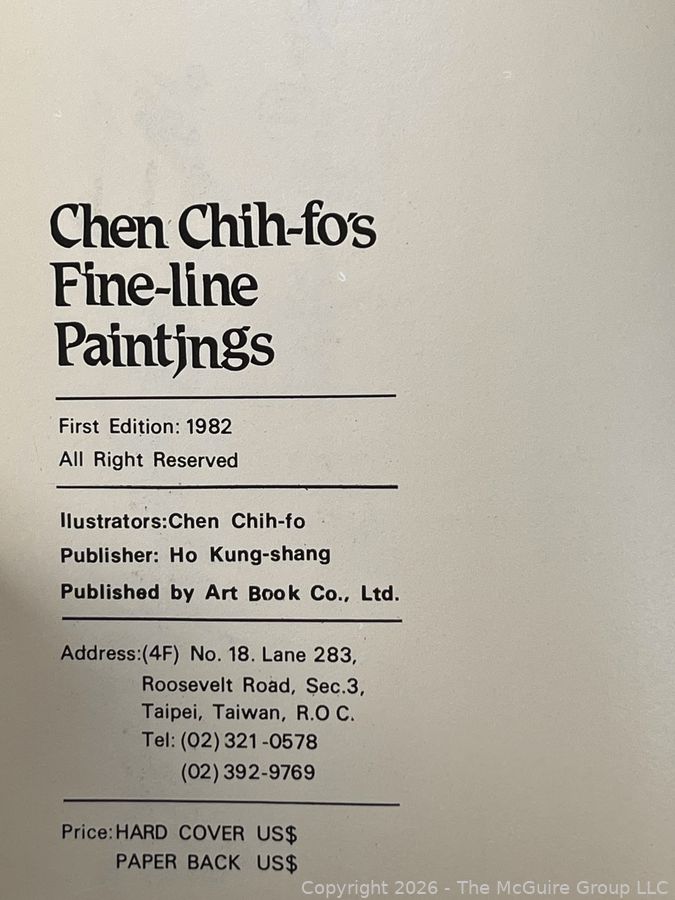 Chen Chih-fo's
Fine-line
Paintjngs
First Edition: 1982
All Right Reserved
Ilustrators:Chen Chih-fo
Publisher: Ho Kung-shang
Published by Art Book Co., Ltd.
Address:(4F) No. 18. Lane 283,
Roosevelt Road, Sec.3,
Taipei, Taiwan, R.O C.
Tel: (02) 321-0578
(02) 392-9769
Price:HARD COVER US$
PAPER BACK US$
Copyright 2026 - The McGuire Group LLC